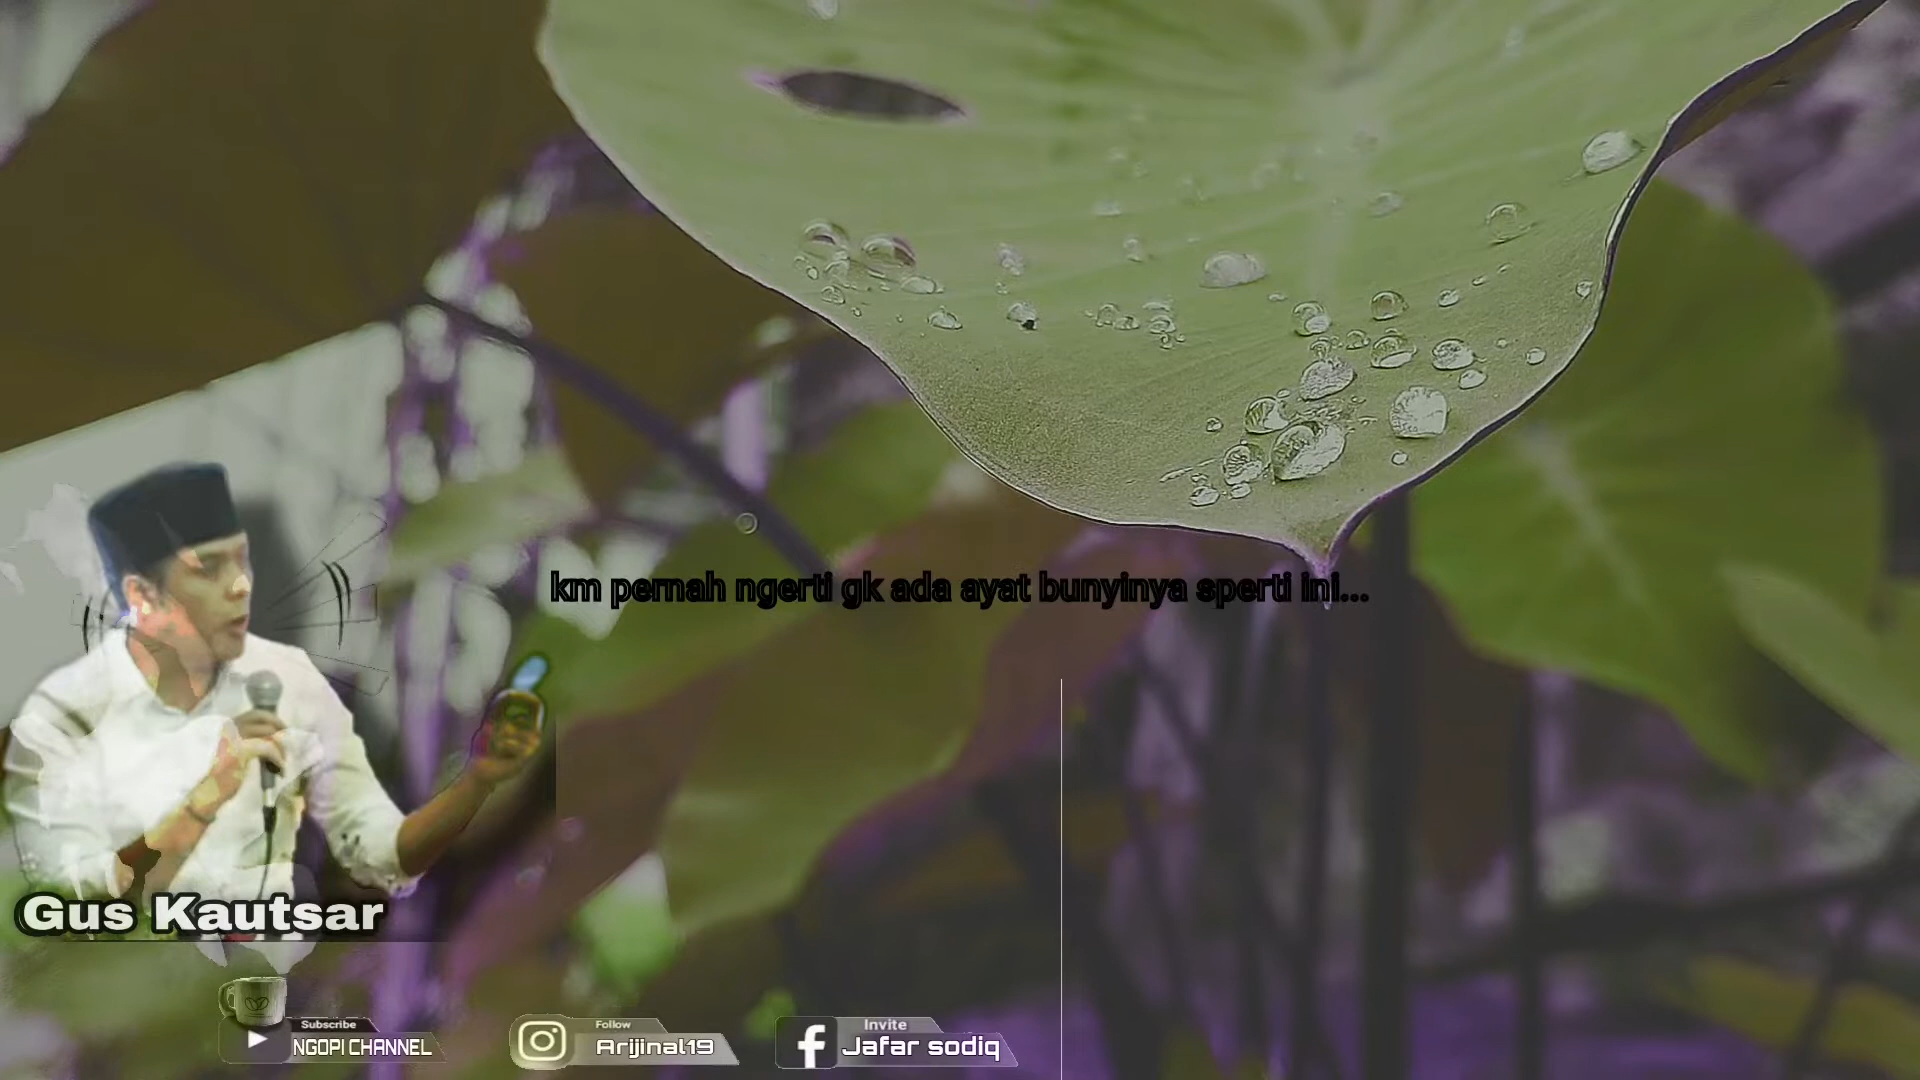 km pernah ngerti gk ada ayat bunyinya sperti ini...
Gus Kautsar
Subscribe
NGOPI CHANNEL
Follow
Arijinal19
Invite
Jafar sodiq